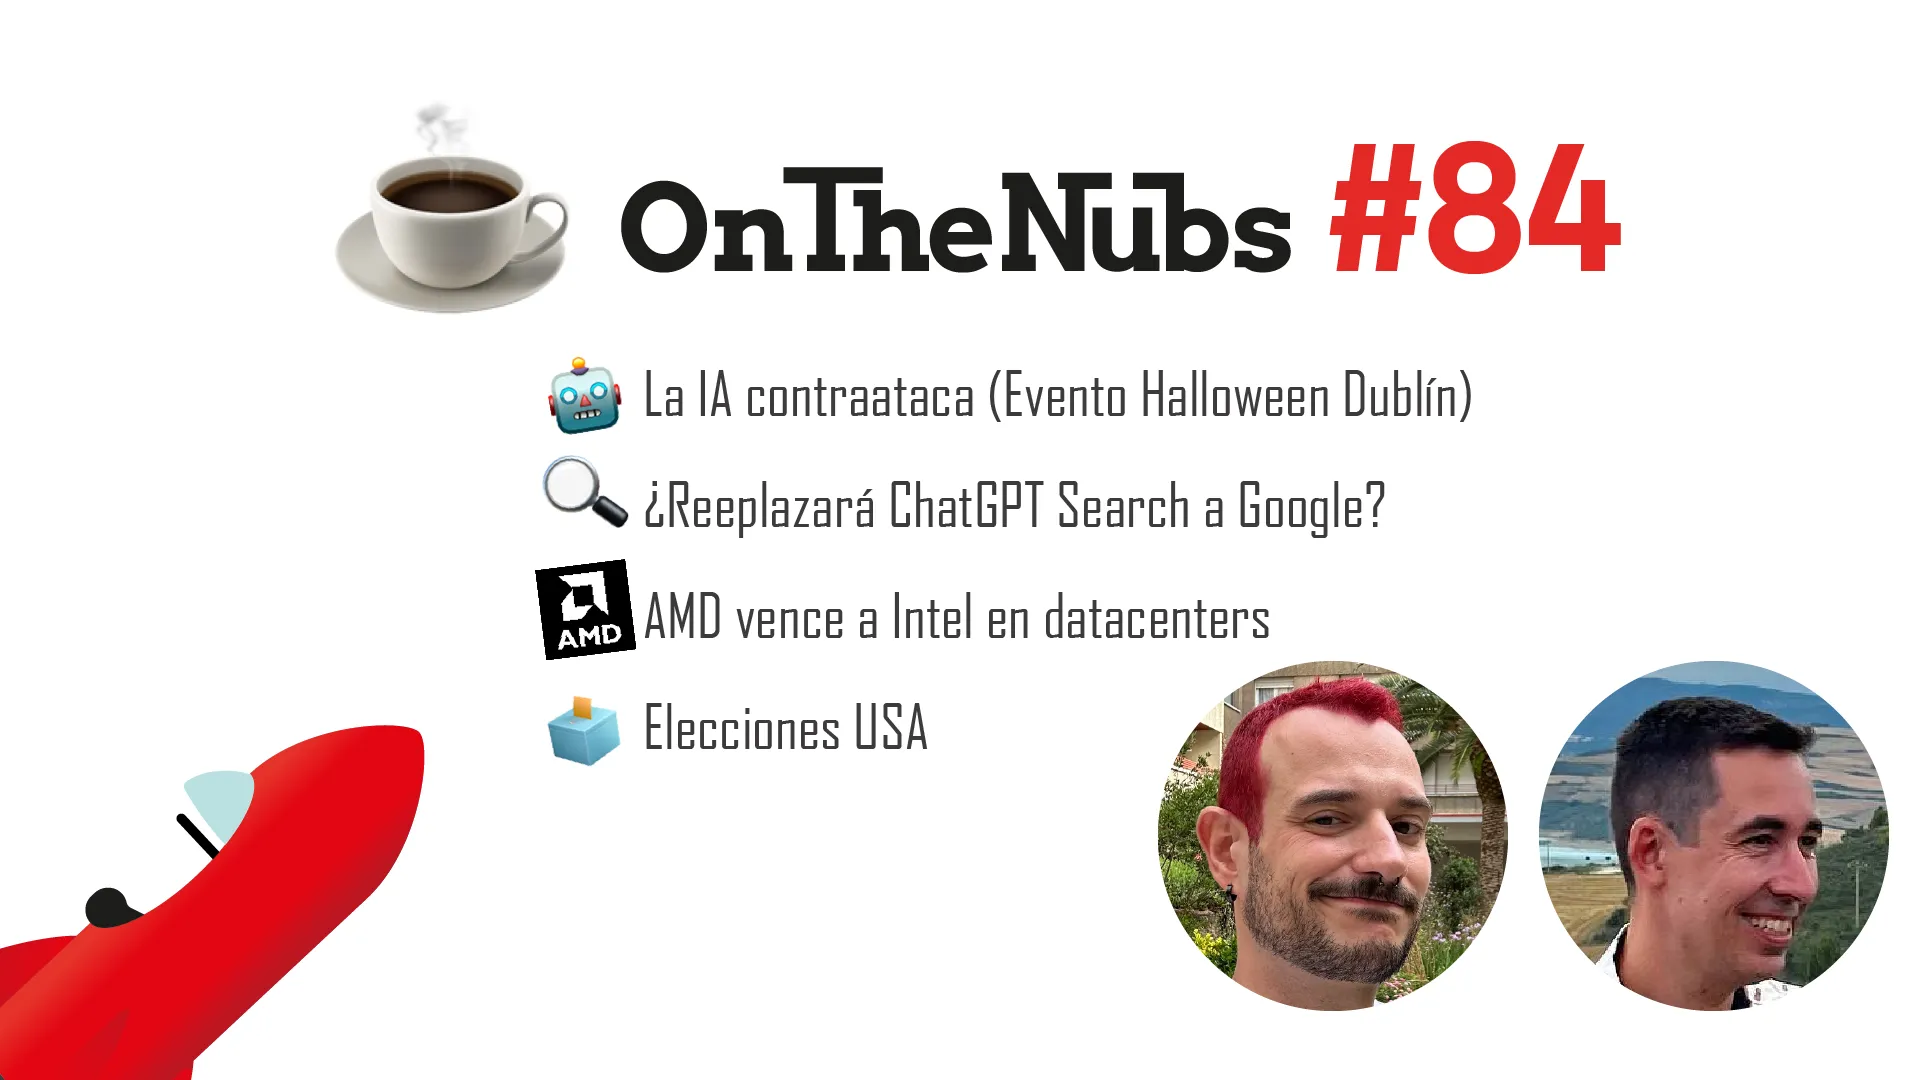 OnTheNubs #84
La IA contraataca (Evento Halloween Dublín)
¿Reeplazará ChatGPT Search a Google?
AMD
AMD vence a Intel en datacenters
Elecciones USA